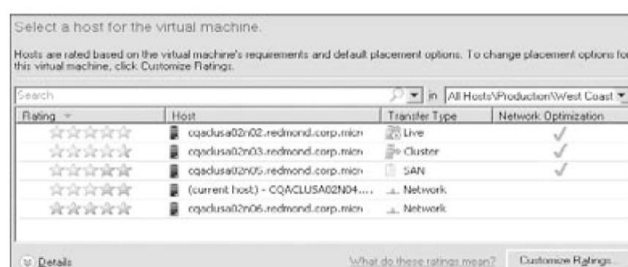 Select a host for the virtual machine.
Hosts are rated based on the virtual machine's requirements and default placement options. To change placement options for
this virtual machine, click Customize Ratings.
Search in All Hosts\Production\West Coast
Rating Host Transfer Type Network Optimization
cqaclusa02n02.redmond.corp.micr Live
cqaclusa02n03.redmond.corp.micr Cluster
cqaclusa02n05.redmond.corp.micr SAN
(current host) - CQACLUSA02N04.... Network
cqaclusa02n06.redmond.corp.micr Network
Details What do these ratings mean? Customize Ratings...